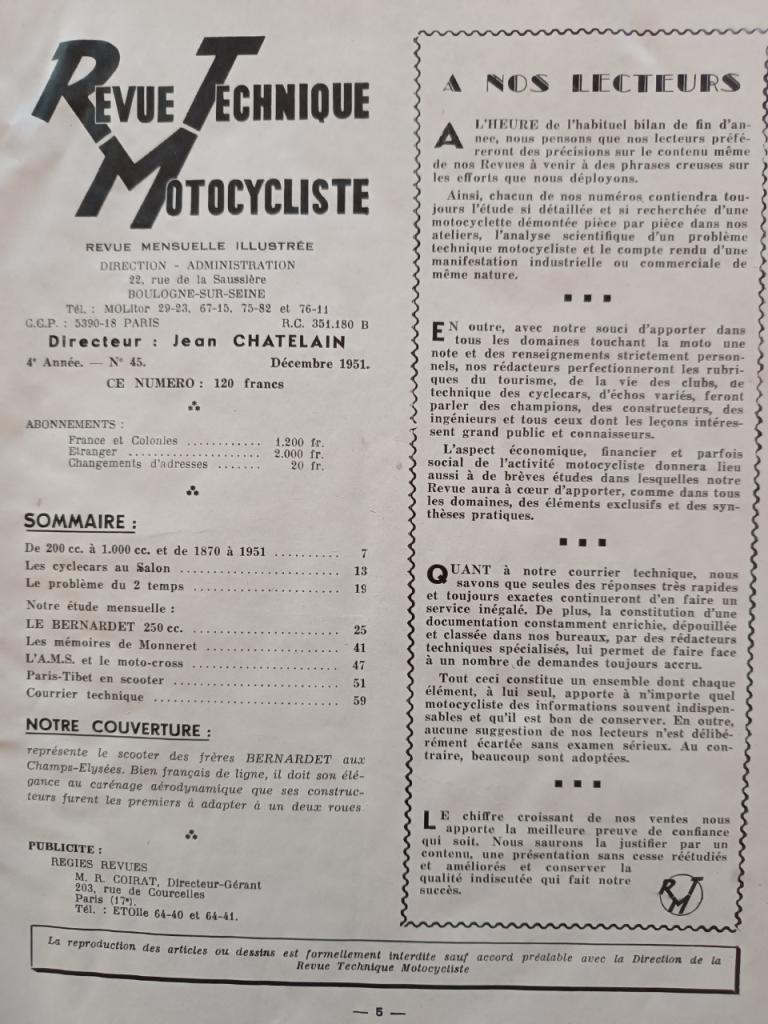 REVUE TECHNIQUE
MOTOCYCLISTE
REVUE MENSUELLE ILLUSTRÉE
DIRECTION - ADMINISTRATION
22, rue de la Saussière
BOULOGNE-SUR-SEINE
Tél. : MOLitor 29-23, 67-15, 75-82 et 76-11
C.C.P. : 5390-18 PARIS R.C. 351.180 B
Directeur : Jean CHATELAIN
4e Année. — N° 45. Décembre 1951.
CE NUMERO : 120 francs
ABONNEMENTS :
France et Colonies ........... 1.200 fr.
Etranger ..................... 2.000 fr.
Changements d'adresses ....... 20 fr.
SOMMAIRE :
De 200 cc. à 1.000 cc. et de 1870 à 1951 .......... 7
Les cyclecars au Salon ......................... 13
Le problème du 2 temps ....................... 19
Notre étude mensuelle :
LE BERNARDET 250 cc. ....................... 25
Les mémoires de Monneret ..................... 41
L'A.M.S. et le moto-cross ....................... 47
Paris-Tibet en scooter .......................... 51
Courrier technique ............................. 59
NOTRE COUVERTURE :
représente le scooter des frères BERNARDET aux
Champs-Elysées. Bien français de ligne, il doit son élé-
gance au carénage aérodynamique que ses construc-
teurs furent les premiers à adapter à un deux roues
PUBLICITE :
REGIES REVUES
M. R. COIRAT, Directeur-Gérant
203, rue de Courcelles
Paris (17e).
Tél. : ETOile 64-40 et 64-41.
A NOS LECTEURS
A L'HEURE de l'habituel bilan de fin d'an-
nee, nous pensons que nos lecteurs préfé-
reront des précisions sur le contenu même
de nos Revues à venir à des phrases creuses sur
les efforts que nous déployons.
Ainsi, chacun de nos numéros contiendra tou-
jours l'étude si détaillée et si recherchée d'une
motocyclette démontée pièce par pièce dans nos
ateliers, l'analyse scientifique d'un problème
technique motocycliste et le compte rendu d'une
manifestation industrielle ou commerciale de
même nature.
EN outre, avec notre souci d'apporter dans
tous les domaines touchant la moto une
note et des renseignements strictement person-
nels, nos rédacteurs perfectionneront les rubri-
ques du tourisme, de la vie des clubs, de
technique des cyclecars, d'échos variés, feront
parler des champions, des constructeurs, des
ingénieurs et tous ceux dont les leçons intéres-
sent grand public et connaisseurs.
L'aspect économique, financier et parfois
social de l'activité motocycliste donnera lieu
aussi à de brèves études dans lesquelles notre
Revue aura à cœur d'apporter, comme dans tous
les domaines, des éléments exclusifs et des syn-
thèses pratiques.
QUANT à notre courrier technique, nous
savons que seules des réponses très rapides
et toujours exactes continueront d'en faire un
service inégalé. De plus, la constitution d'une
documentation constamment enrichie, dépouillée
et classée dans nos bureaux, par des rédacteurs
techniques spécialisés, lui permet de faire face
à un nombre de demandes toujours accru.
Tout ceci constitue un ensemble dont chaque
élément, à lui seul, apporte à n'importe quel
motocycliste des informations souvent indispen-
sables et qu'il est bon de conserver. En outre,
aucune suggestion de nos lecteurs n'est délibé-
rément écartée sans examen sérieux. Au con-
traire, beaucoup sont adoptées.
LE chiffre croissant de nos ventes nous
apporte la meilleure preuve de confiance
qui soit. Nous saurons la justifier par un
contenu, une présentation sans cesse réétudiés
et améliorés et conserver la
qualité indiscutée qui fait notre
succès.
RTM
La reproduction des articles ou dessins est formellement interdite sauf accord préalable avec la Direction de la
Revue Technique Motocycliste
— 5 —